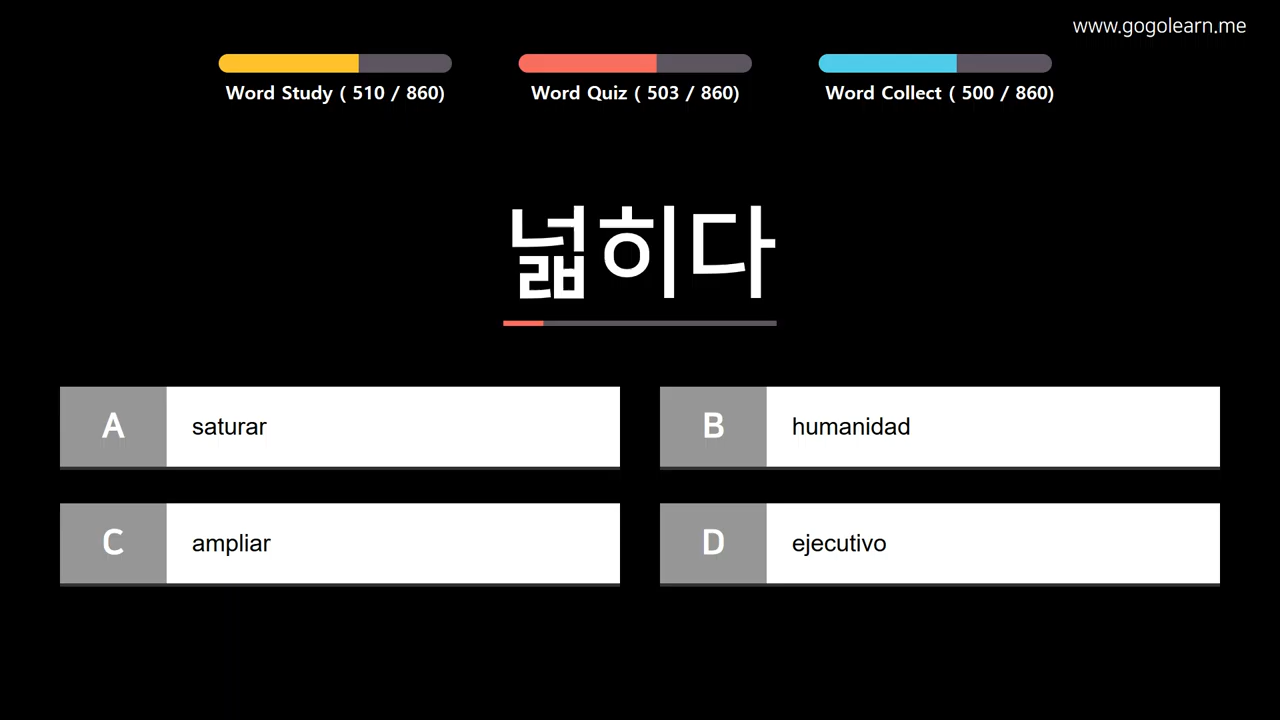 www.gogolearn.me
Word Study ( 510 / 860)
Word Quiz ( 503 / 860)
Word Collect ( 500 / 860)
넓히다
A saturar
B humanidad
C ampliar
D ejecutivo